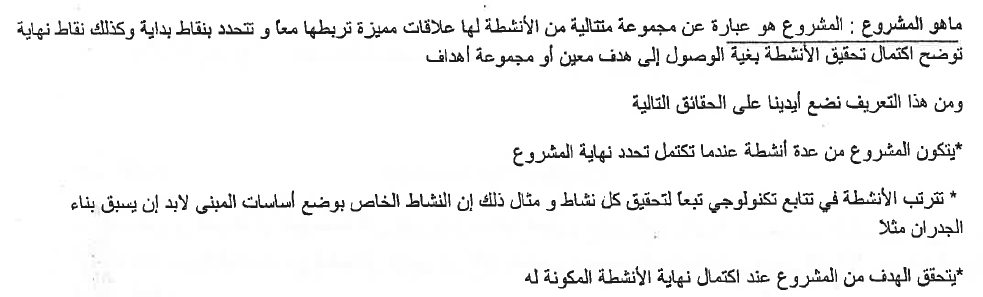 ماهو المشروع : المشروع هو عبارة عن مجموعة متتالية من الأنشطة لها علاقات مميزة تربطها معاً و تتحدد بنقاط بداية وكذلك نقاط نهاية
توضح اكتمال تحقيق الأنشطة بغية الوصول إلى هدف معين أو مجموعة أهداف
ومن هذا التعريف نضع أيدينا على الحقائق التالية
*يتكون المشروع من عدة أنشطة عندما تكتمل تحدد نهاية المشروع
* تترتب الأنشطة في تتابع تكنولوجي تبعاً لتحقيق كل نشاط و مثال ذلك إن النشاط الخاص بوضع أساسات المبنى لابد إن يسبق بناء
الجدران مثلا
*يتحقق الهدف من المشروع عند اكتمال نهاية الأنشطة المكونة له